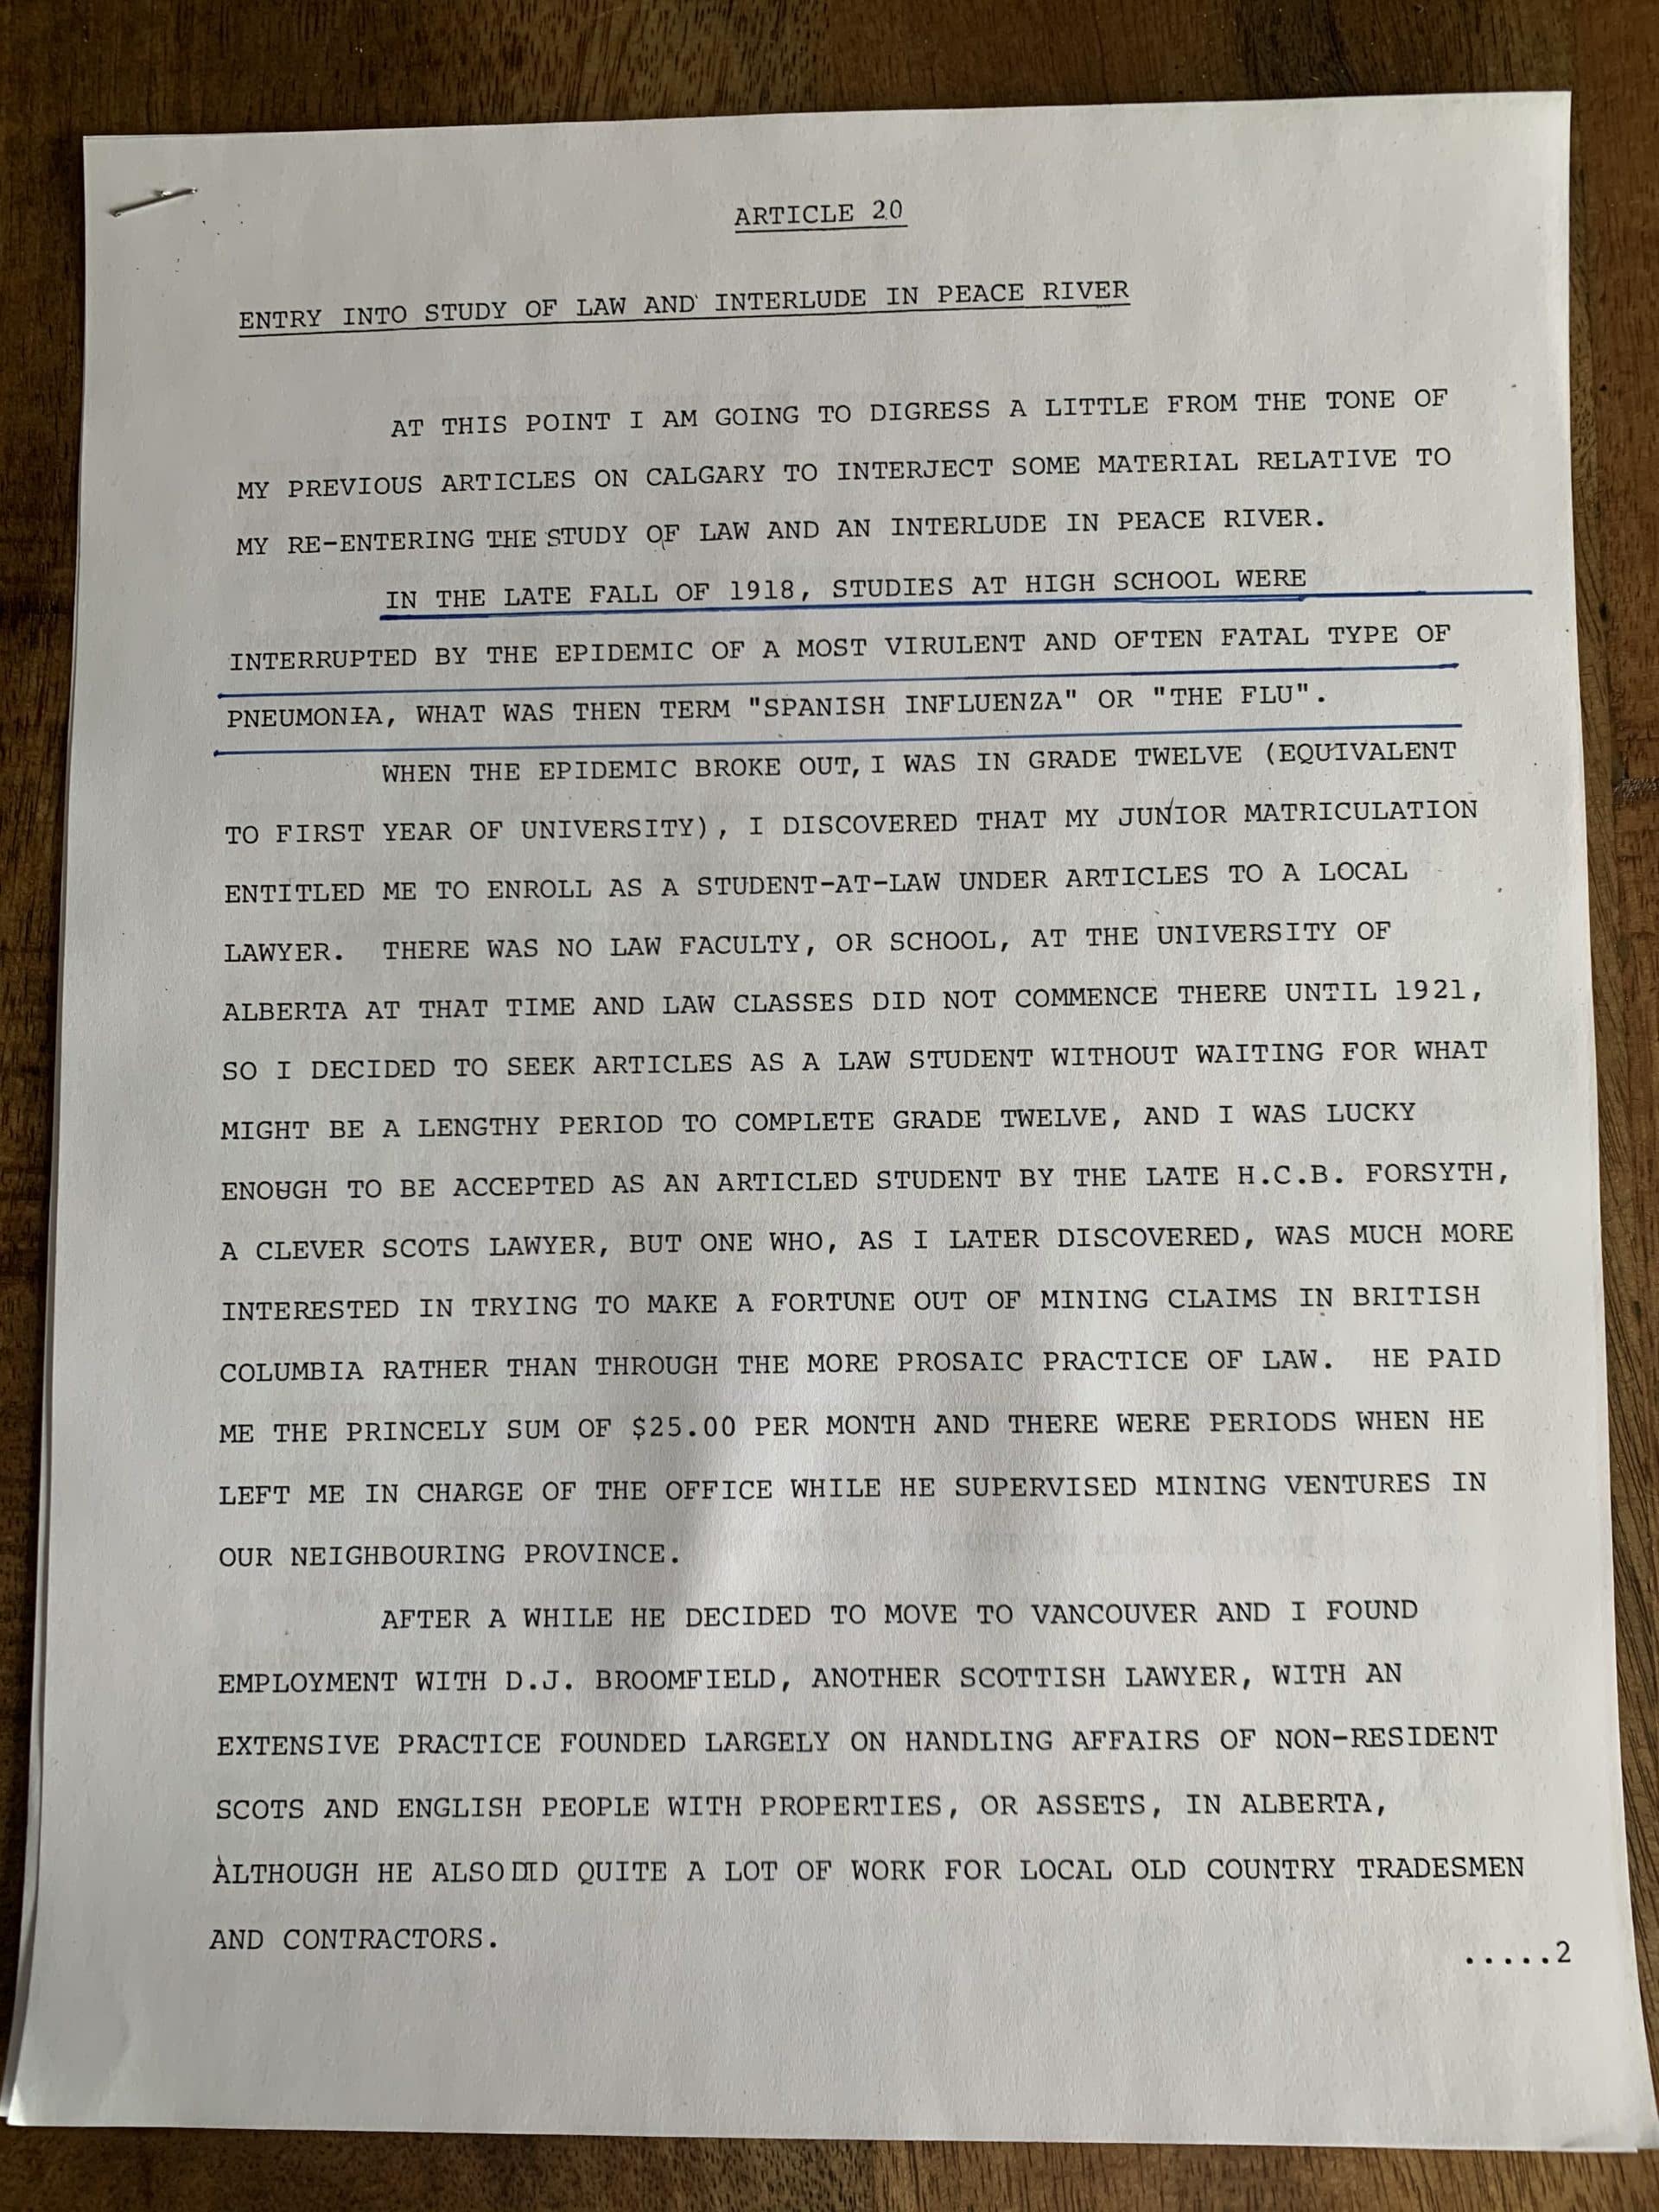 ARTICLE 20
ENTRY INTO STUDY OF LAW AND INTERLUDE IN PEACE RIVER
AT THIS POINT I AM GOING TO DIGRESS A LITTLE FROM THE TONE OF
MY PREVIOUS ARTICLES ON CALGARY TO INTERJECT SOME MATERIAL RELATIVE TO
MY RE-ENTERING THE STUDY OF LAW AND AN INTERLUDE IN PEACE RIVER.
IN THE LATE FALL OF 1918, STUDIES AT HIGH SCHOOL WERE
INTERRUPTED BY THE EPIDEMIC OF A MOST VIRULENT AND OFTEN FATAL TYPE OF
PNEUMONIA, WHAT WAS THEN TERM "SPANISH INFLUENZA" OR "THE FLU".
WHEN THE EPIDEMIC BROKE OUT, I WAS IN GRADE TWELVE (EQUIVALENT
TO FIRST YEAR OF UNIVERSITY), I DISCOVERED THAT MY JUNIOR MATRICULATION
ENTITLED ME TO ENROLL AS A STUDENT-AT-LAW UNDER ARTICLES TO A LOCAL
LAWYER. THERE WAS NO LAW FACULTY, OR SCHOOL, AT THE UNIVERSITY OF
ALBERTA AT THAT TIME AND LAW CLASSES DID NOT COMMENCE THERE UNTIL 1921,
SO I DECIDED TO SEEK ARTICLES AS A LAW STUDENT WITHOUT WAITING FOR WHAT
MIGHT BE A LENGTHY PERIOD TO COMPLETE GRADE TWELVE, AND I WAS LUCKY
ENOUGH TO BE ACCEPTED AS AN ARTICLED STUDENT BY THE LATE H.C.B. FORSYTH,
A CLEVER SCOTS LAWYER, BUT ONE WHO, AS I LATER DISCOVERED, WAS MUCH MORE
INTERESTED IN TRYING TO MAKE A FORTUNE OUT OF MINING CLAIMS IN BRITISH
COLUMBIA RATHER THAN THROUGH THE MORE PROSAIC PRACTICE OF LAW. HE PAID
ME THE PRINCELY SUM OF $25.00 PER MONTH AND THERE WERE PERIODS WHEN HE
LEFT ME IN CHARGE OF THE OFFICE WHILE HE SUPERVISED MINING VENTURES IN
OUR NEIGHBOURING PROVINCE.
AFTER A WHILE HE DECIDED TO MOVE TO VANCOUVER AND I FOUND
EMPLOYMENT WITH D.J. BROOMFIELD, ANOTHER SCOTTISH LAWYER, WITH AN
EXTENSIVE PRACTICE FOUNDED LARGELY ON HANDLING AFFAIRS OF NON-RESIDENT
SCOTS AND ENGLISH PEOPLE WITH PROPERTIES, OR ASSETS, IN ALBERTA,
ALTHOUGH HE ALSO DID QUITE A LOT OF WORK FOR LOCAL OLD COUNTRY TRADESMEN
AND CONTRACTORS.
.....2